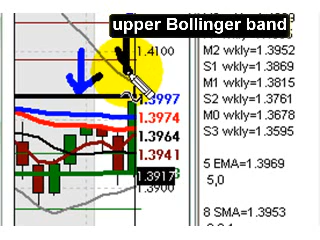 upper Bollinger band
1.4100
M2 wkly=1.3952
S1 wkly=1.3869
M1 wkly=1.3815
S2 wkly=1.3761
M0 wkly=1.3678
S3 wkly=1.3595
1.3997
1.3974
1.3964
1.3941
1.3917
1.3900
5 EMA=1.3969
5,0
8 SMA=1.3953